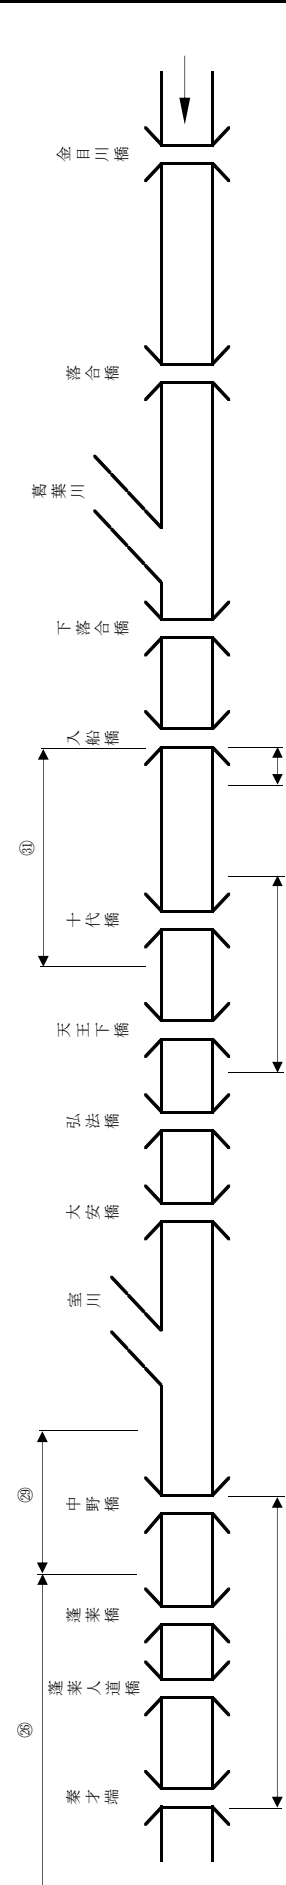 金目川橋
落合橋
葛葉川
下落合橋
入船橋
㉛
十代橋
天王下橋
弘法橋
大安橋
室川
㉙
中野橋
蓬莱橋
蓬莱人道橋
㉖
秦才端